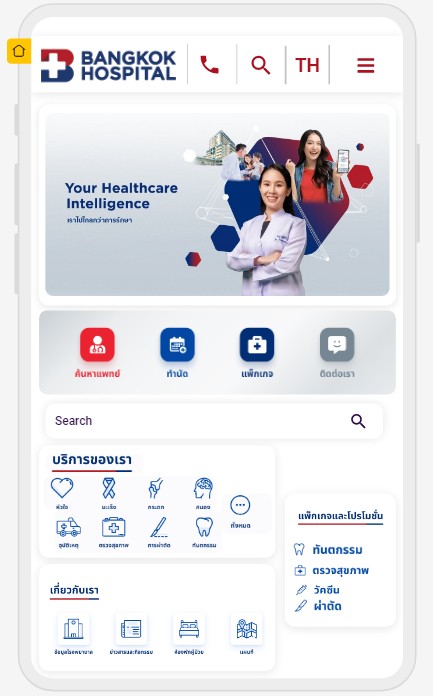 BANGKOK
HOSPITAL
TH
Your Healthcare
Intelligence
เราไปไกลกว่าการรักษา
ค้นหาแพทย์
ทำนัด
แพ็กเกจ
ติดต่อเรา
Search
บริการของเรา
หัวใจ
มะเร็ง
กระดูก
สมอง
ทั้งหมด
อุบัติเหตุ
ตรวจสุขภาพ
การผ่าตัด
ทันตกรรม
แพ็กเกจและโปรโมชั่น
ทันตกรรม
ตรวจสุขภาพ
วัคซีน
ผ่าตัด
เกี่ยวกับเรา
ข้อมูลโรงพยาบาล
ข่าวสารและกิจกรรม
ห้องพักผู้ป่วย
แผนที่